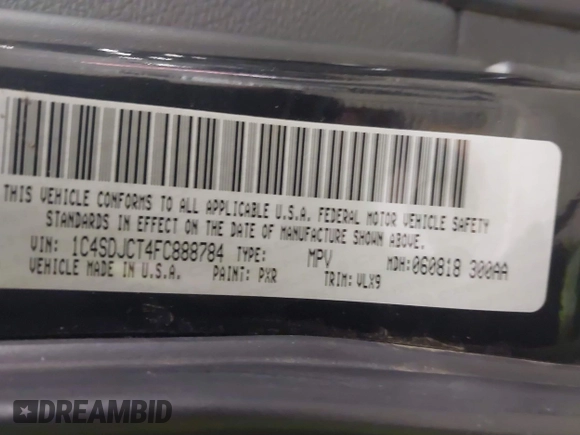 THIS VEHICLE CONFORMS TO ALL APPLICABLE U.S.A. FEDERAL MOTOR VEHICLE SAFETY
STANDARDS IN EFFECT ON THE DATE OF MANUFACTURE SHOWN ABOVE.
VIN: 1C4SDJCT4FC888784 TYPE: MPV MDH:060818 300AA
VEHICLE MADE IN U.S.A. PAINT: PXR TRIM:VLX9
DREAMBID